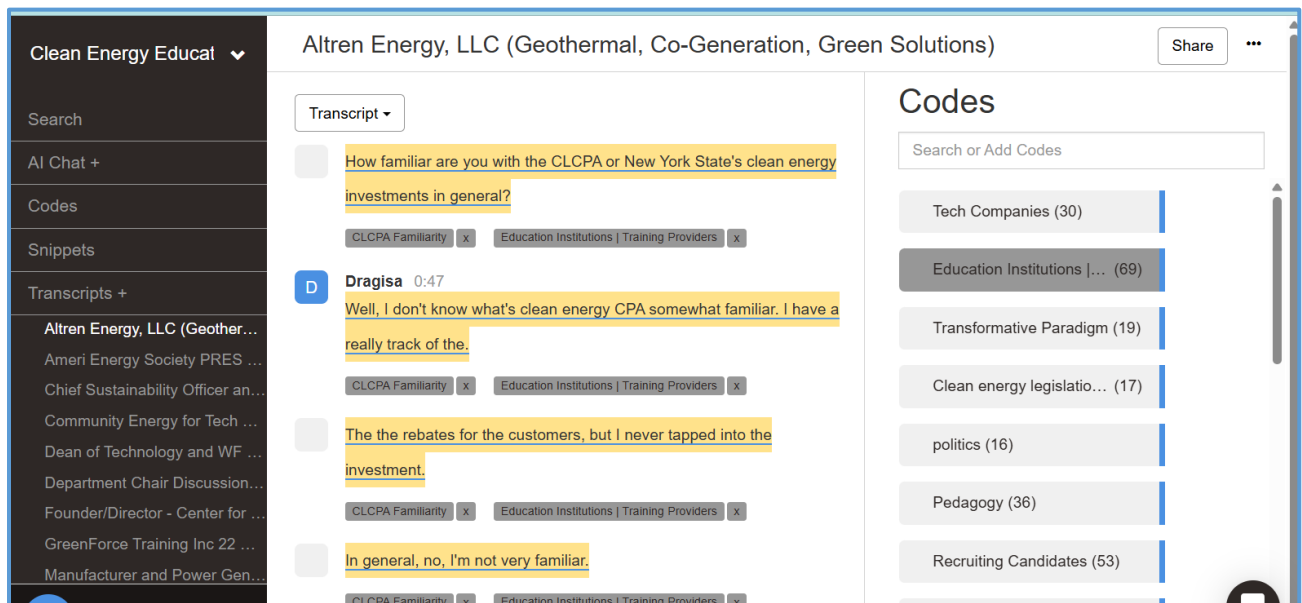 Clean Energy Educat
Search
AI Chat +
Codes
Snippets
Transcripts +
Altren Energy, LLC (Geother...
Ameri Energy Society PRES ...
Chief Sustainability Officer an...
Community Energy for Tech ...
Dean of Technology and WF ...
Department Chair Discussion...
Founder/Director - Center for ...
GreenForce Training Inc 22 ...
Manufacturer and Power Gen...
Altren Energy, LLC (Geothermal, Co-Generation, Green Solutions)
Share
...
Transcript
How familiar are you with the CLCPA or New York State's clean energy
investments in general?
CLCPA Familiarity x Education Institutions | Training Providers x
D
Dragisa 0:47
Well, I don't know what's clean energy CPA somewhat familiar. I have a
really track of the.
CLCPA Familiarity x Education Institutions | Training Providers x
The the rebates for the customers, but I never tapped into the
investment.
CLCPA Familiarity x Education Institutions | Training Providers x
In general, no, I'm not very familiar.
CLCPA Familiarity x Education Institutions | Training Providers x
Codes
Search or Add Codes
Tech Companies (30)
Education Institutions |... (69)
Transformative Paradigm (19)
Clean energy legislatio... (17)
politics (16)
Pedagogy (36)
Recruiting Candidates (53)